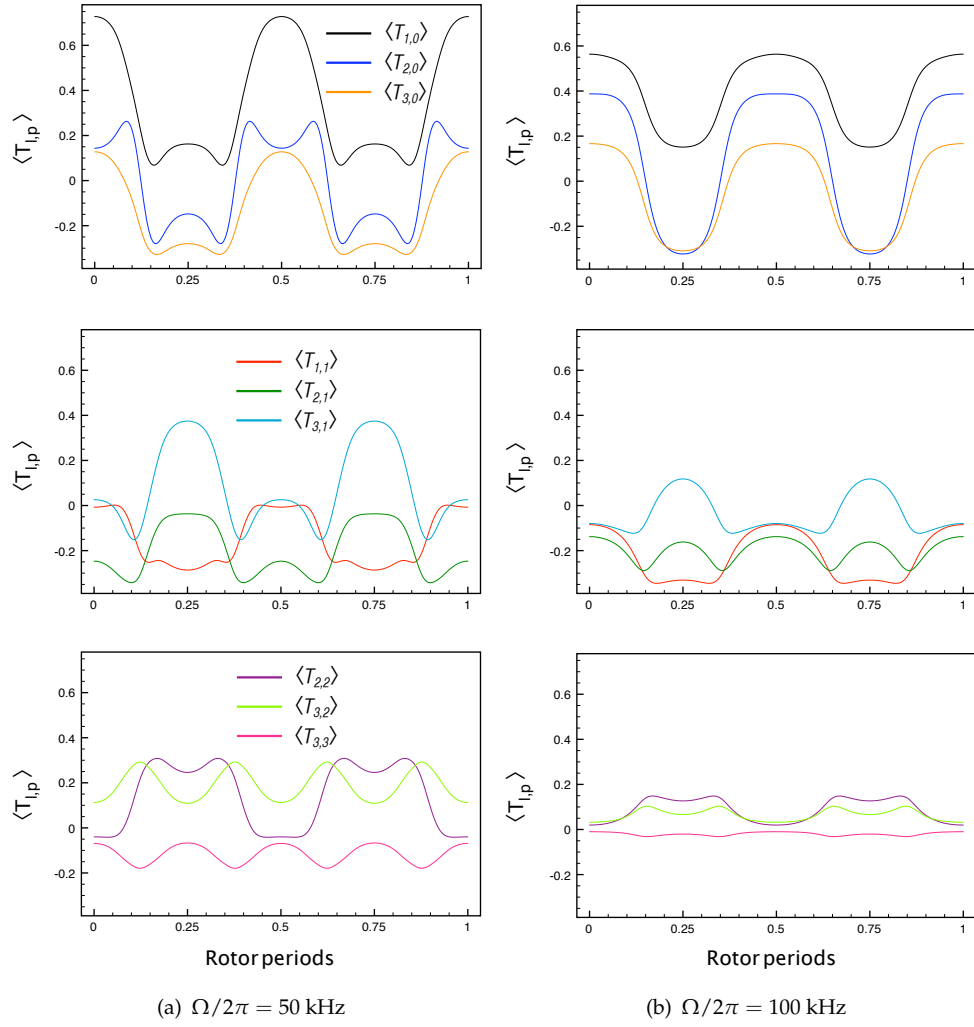 ⟨T1,0⟩
⟨T2,0⟩
⟨T3,0⟩
⟨Tl,p⟩
0.6
0.4
0.2
0
-0.2
0 0.25 0.5 0.75 1
⟨Tl,p⟩
0.6
0.4
0.2
0
-0.2
0 0.25 0.5 0.75 1
⟨T1,1⟩
⟨T2,1⟩
⟨T3,1⟩
⟨Tl,p⟩
0.6
0.4
0.2
0
-0.2
0 0.25 0.5 0.75 1
⟨Tl,p⟩
0.6
0.4
0.2
0
-0.2
0 0.25 0.5 0.75 1
⟨T2,2⟩
⟨T3,2⟩
⟨T3,3⟩
⟨Tl,p⟩
0.6
0.4
0.2
0
-0.2
0 0.25 0.5 0.75 1
Rotor periods
⟨Tl,p⟩
0.6
0.4
0.2
0
-0.2
0 0.25 0.5 0.75 1
Rotor periods
(a) Ω/2π = 50 kHz
(b) Ω/2π = 100 kHz